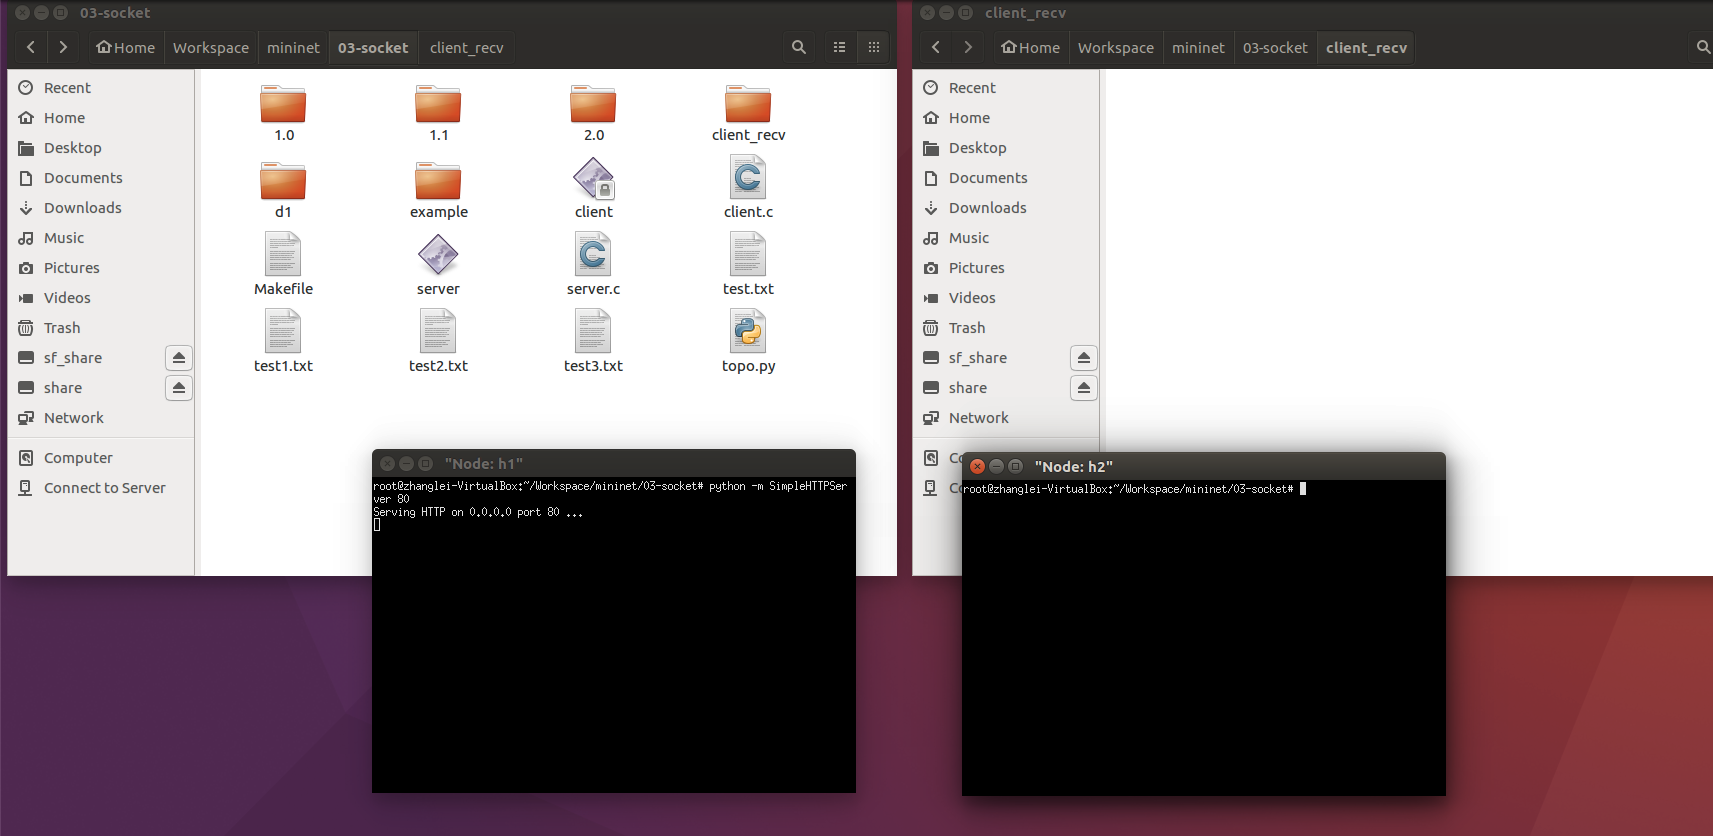 03-socket
Home Workspace mininet 03-socket client_recv
Recent
Home
Desktop
Documents
Downloads
Music
Pictures
Videos
Trash
sf_share
share
Network
Computer
Connect to Server
1.0 1.1 2.0 client_recv
d1 example client client.c
Makefile server server.c test.txt
test1.txt test2.txt test3.txt topo.py
client_recv
Home Workspace mininet 03-socket client_recv
Recent
Home
Desktop
Documents
Downloads
Music
Pictures
Videos
Trash
sf_share
share
Network
Co
Co
"Node: h1"
root@zhanglei-VirtualBox:~/Workspace/mininet/03-socket# python -m SimpleHTTPSer
ver 80
Serving HTTP on 0.0.0.0 port 80 ...
"Node: h2"
root@zhanglei-VirtualBox:~/Workspace/mininet/03-socket#